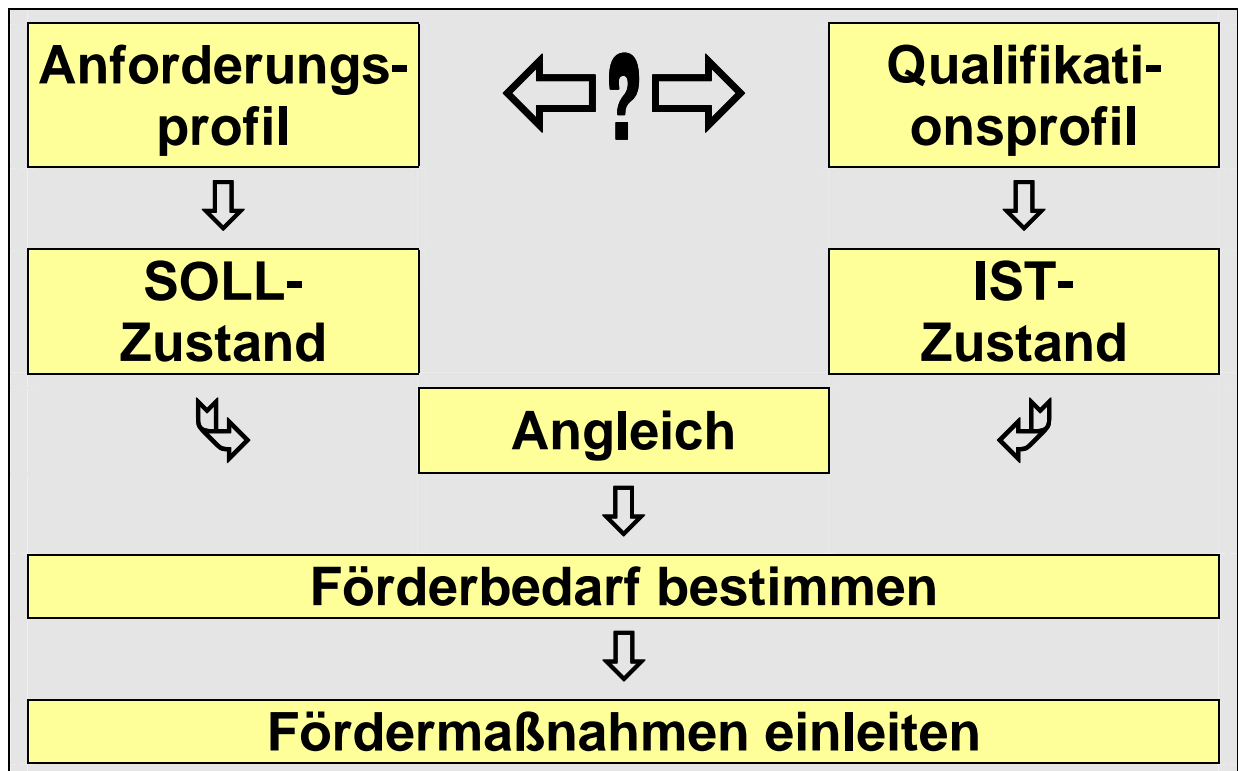 Anforderungs-
profil
?
Qualifikati-
onsprofil
SOLL-
Zustand
IST-
Zustand
Angleich
Förderbedarf bestimmen
Fördermaßnahmen einleiten